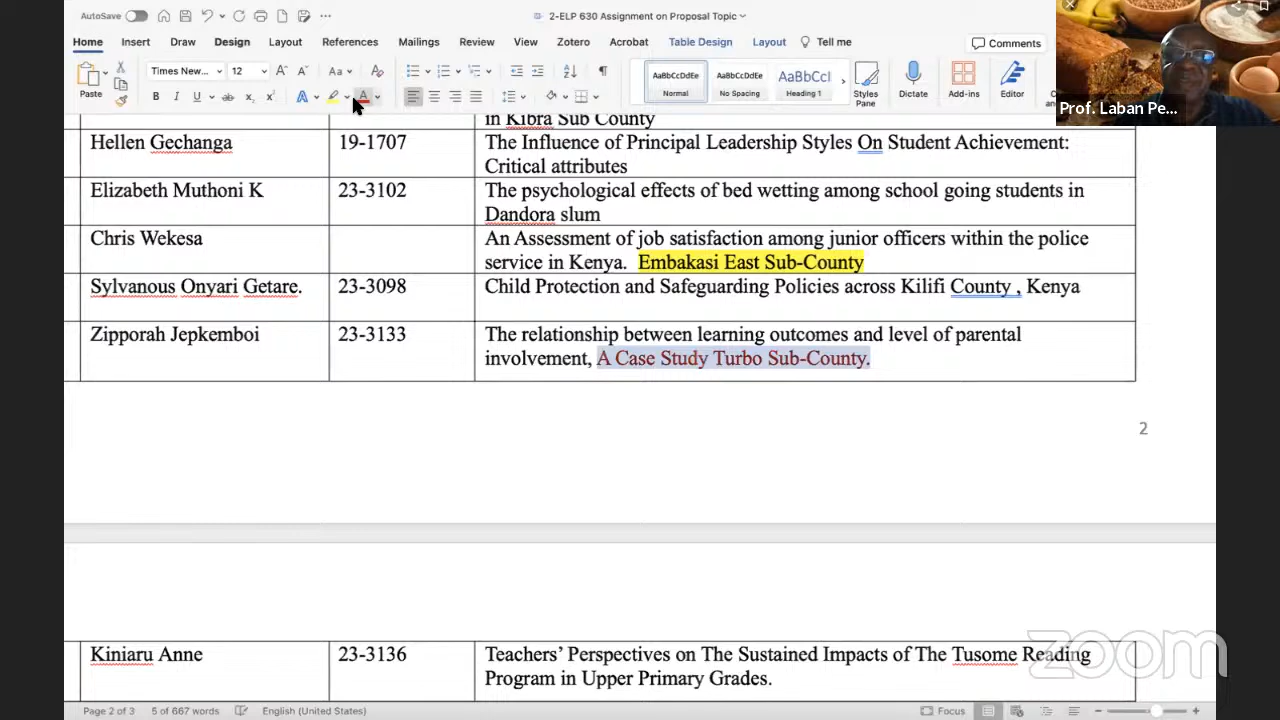 AutoSave
2-ELP 630 Assignment on Proposal Topic
Home Insert Draw Design Layout References Mailings Review View Zotero Acrobat Table Design Layout Tell me
Comments
Paste
Times New... 12
AaBbCcDdEe AaBbCcDdEe AaBbCcI
Normal No Spacing Heading 1
Styles Pane
Dictate
Add-ins
Editor
Prof. Laban Pe...
in Kibra Sub County
Hellen Gechanga 19-1707 The Influence of Principal Leadership Styles On Student Achievement:
Critical attributes
Elizabeth Muthoni K 23-3102 The psychological effects of bed wetting among school going students in
Dandora slum
Chris Wekesa An Assessment of job satisfaction among junior officers within the police
service in Kenya. Embakasi East Sub-County
Sylvanous Onyari Getare. 23-3098 Child Protection and Safeguarding Policies across Kilifi County , Kenya
Zipporah Jepkemboi 23-3133 The relationship between learning outcomes and level of parental
involvement, A Case Study Turbo Sub-County.
2
Kiniaru Anne 23-3136 Teachers’ Perspectives on The Sustained Impacts of The Tusome Reading
Program in Upper Primary Grades.
zoom
Page 2 of 3 5 of 667 words English (United States) Focus